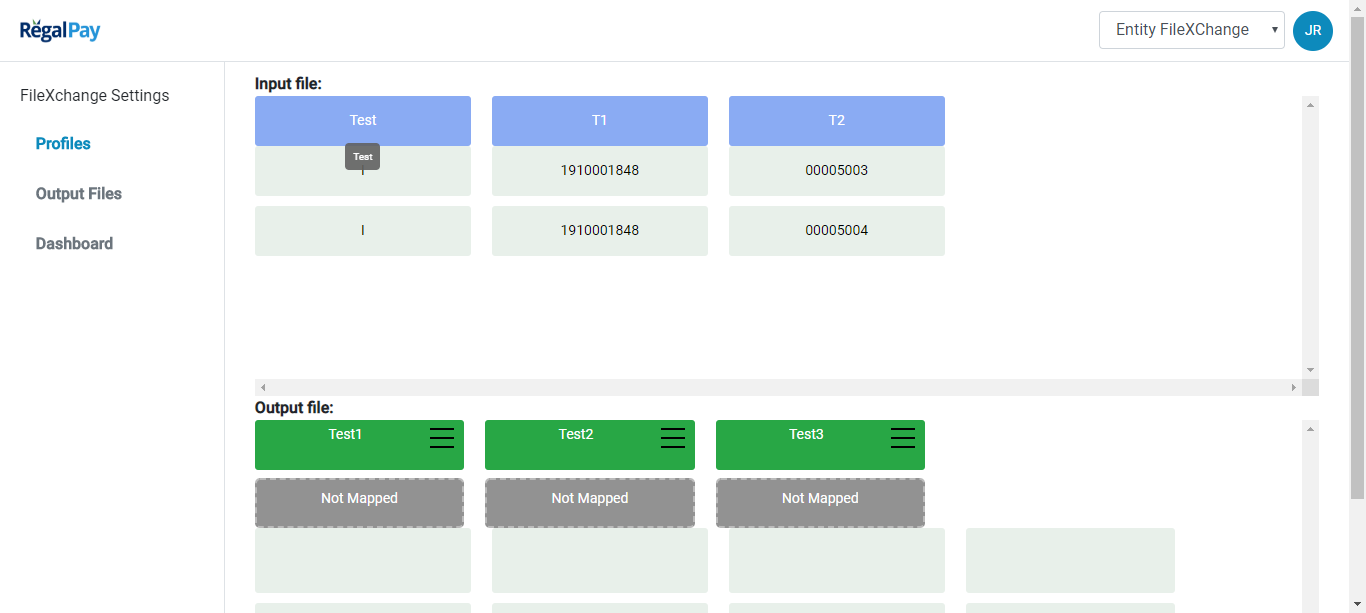 RegalPay
Entity FileXChange
JR
FileXchange Settings
Profiles
Output Files
Dashboard
Input file:
Test T1 T2
Test
1910001848 00005003
I 1910001848 00005004
Output file:
Test1 Test2 Test3
Not Mapped Not Mapped Not Mapped